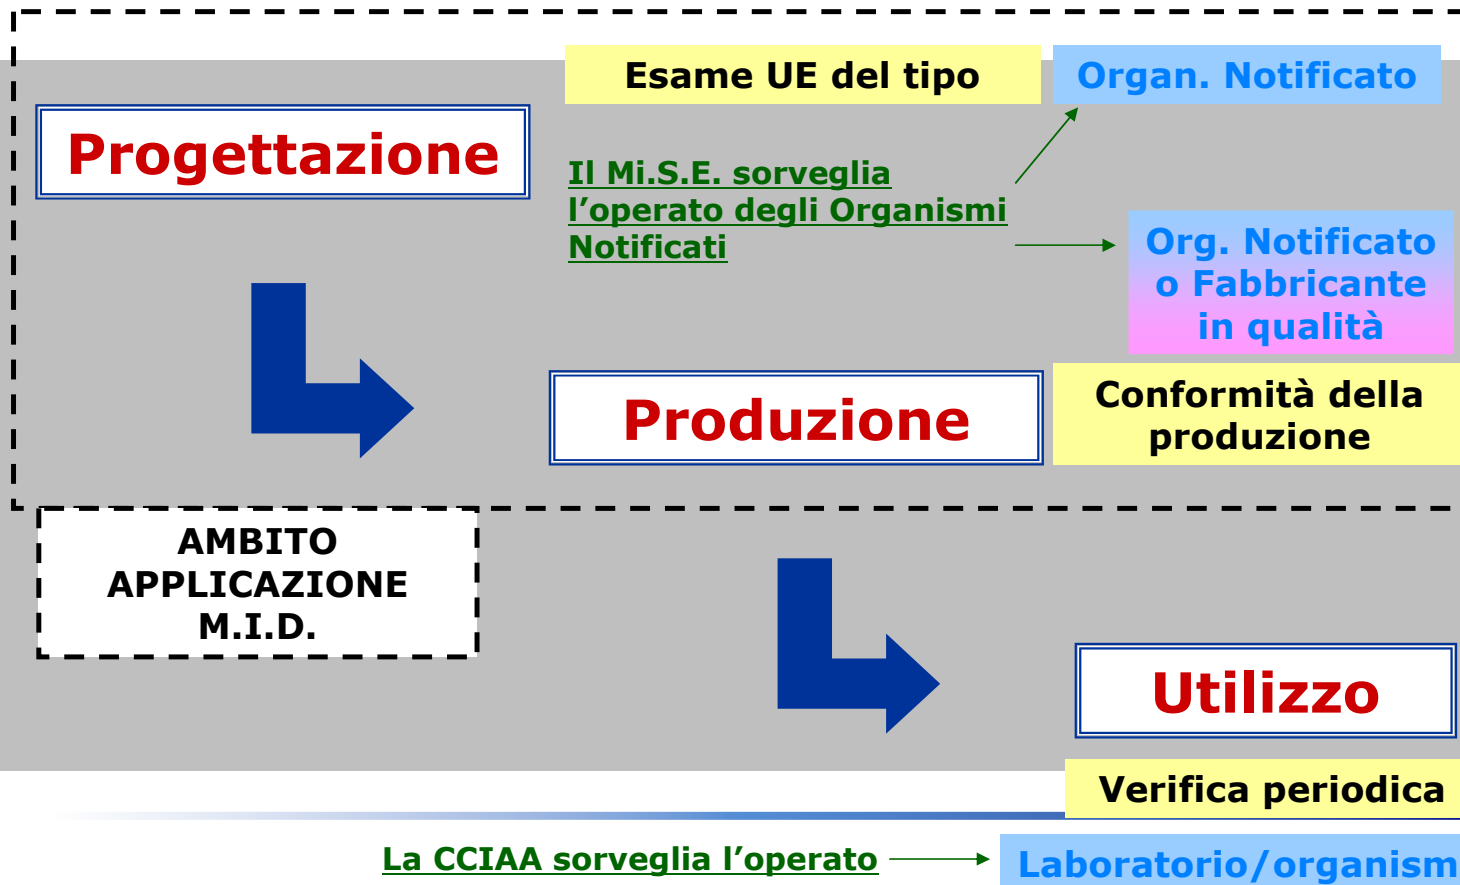 Esame UE del tipo
Organ. Notificato
Progettazione
Il Mi.S.E. sorveglia
l’operato degli Organismi
Notificati
Org. Notificato
o Fabbricante
in qualità
Produzione
Conformità della
produzione
AMBITO
APPLICAZIONE
M.I.D.
Utilizzo
Verifica periodica
La CCIAA sorveglia l’operato
Laboratorio/organism